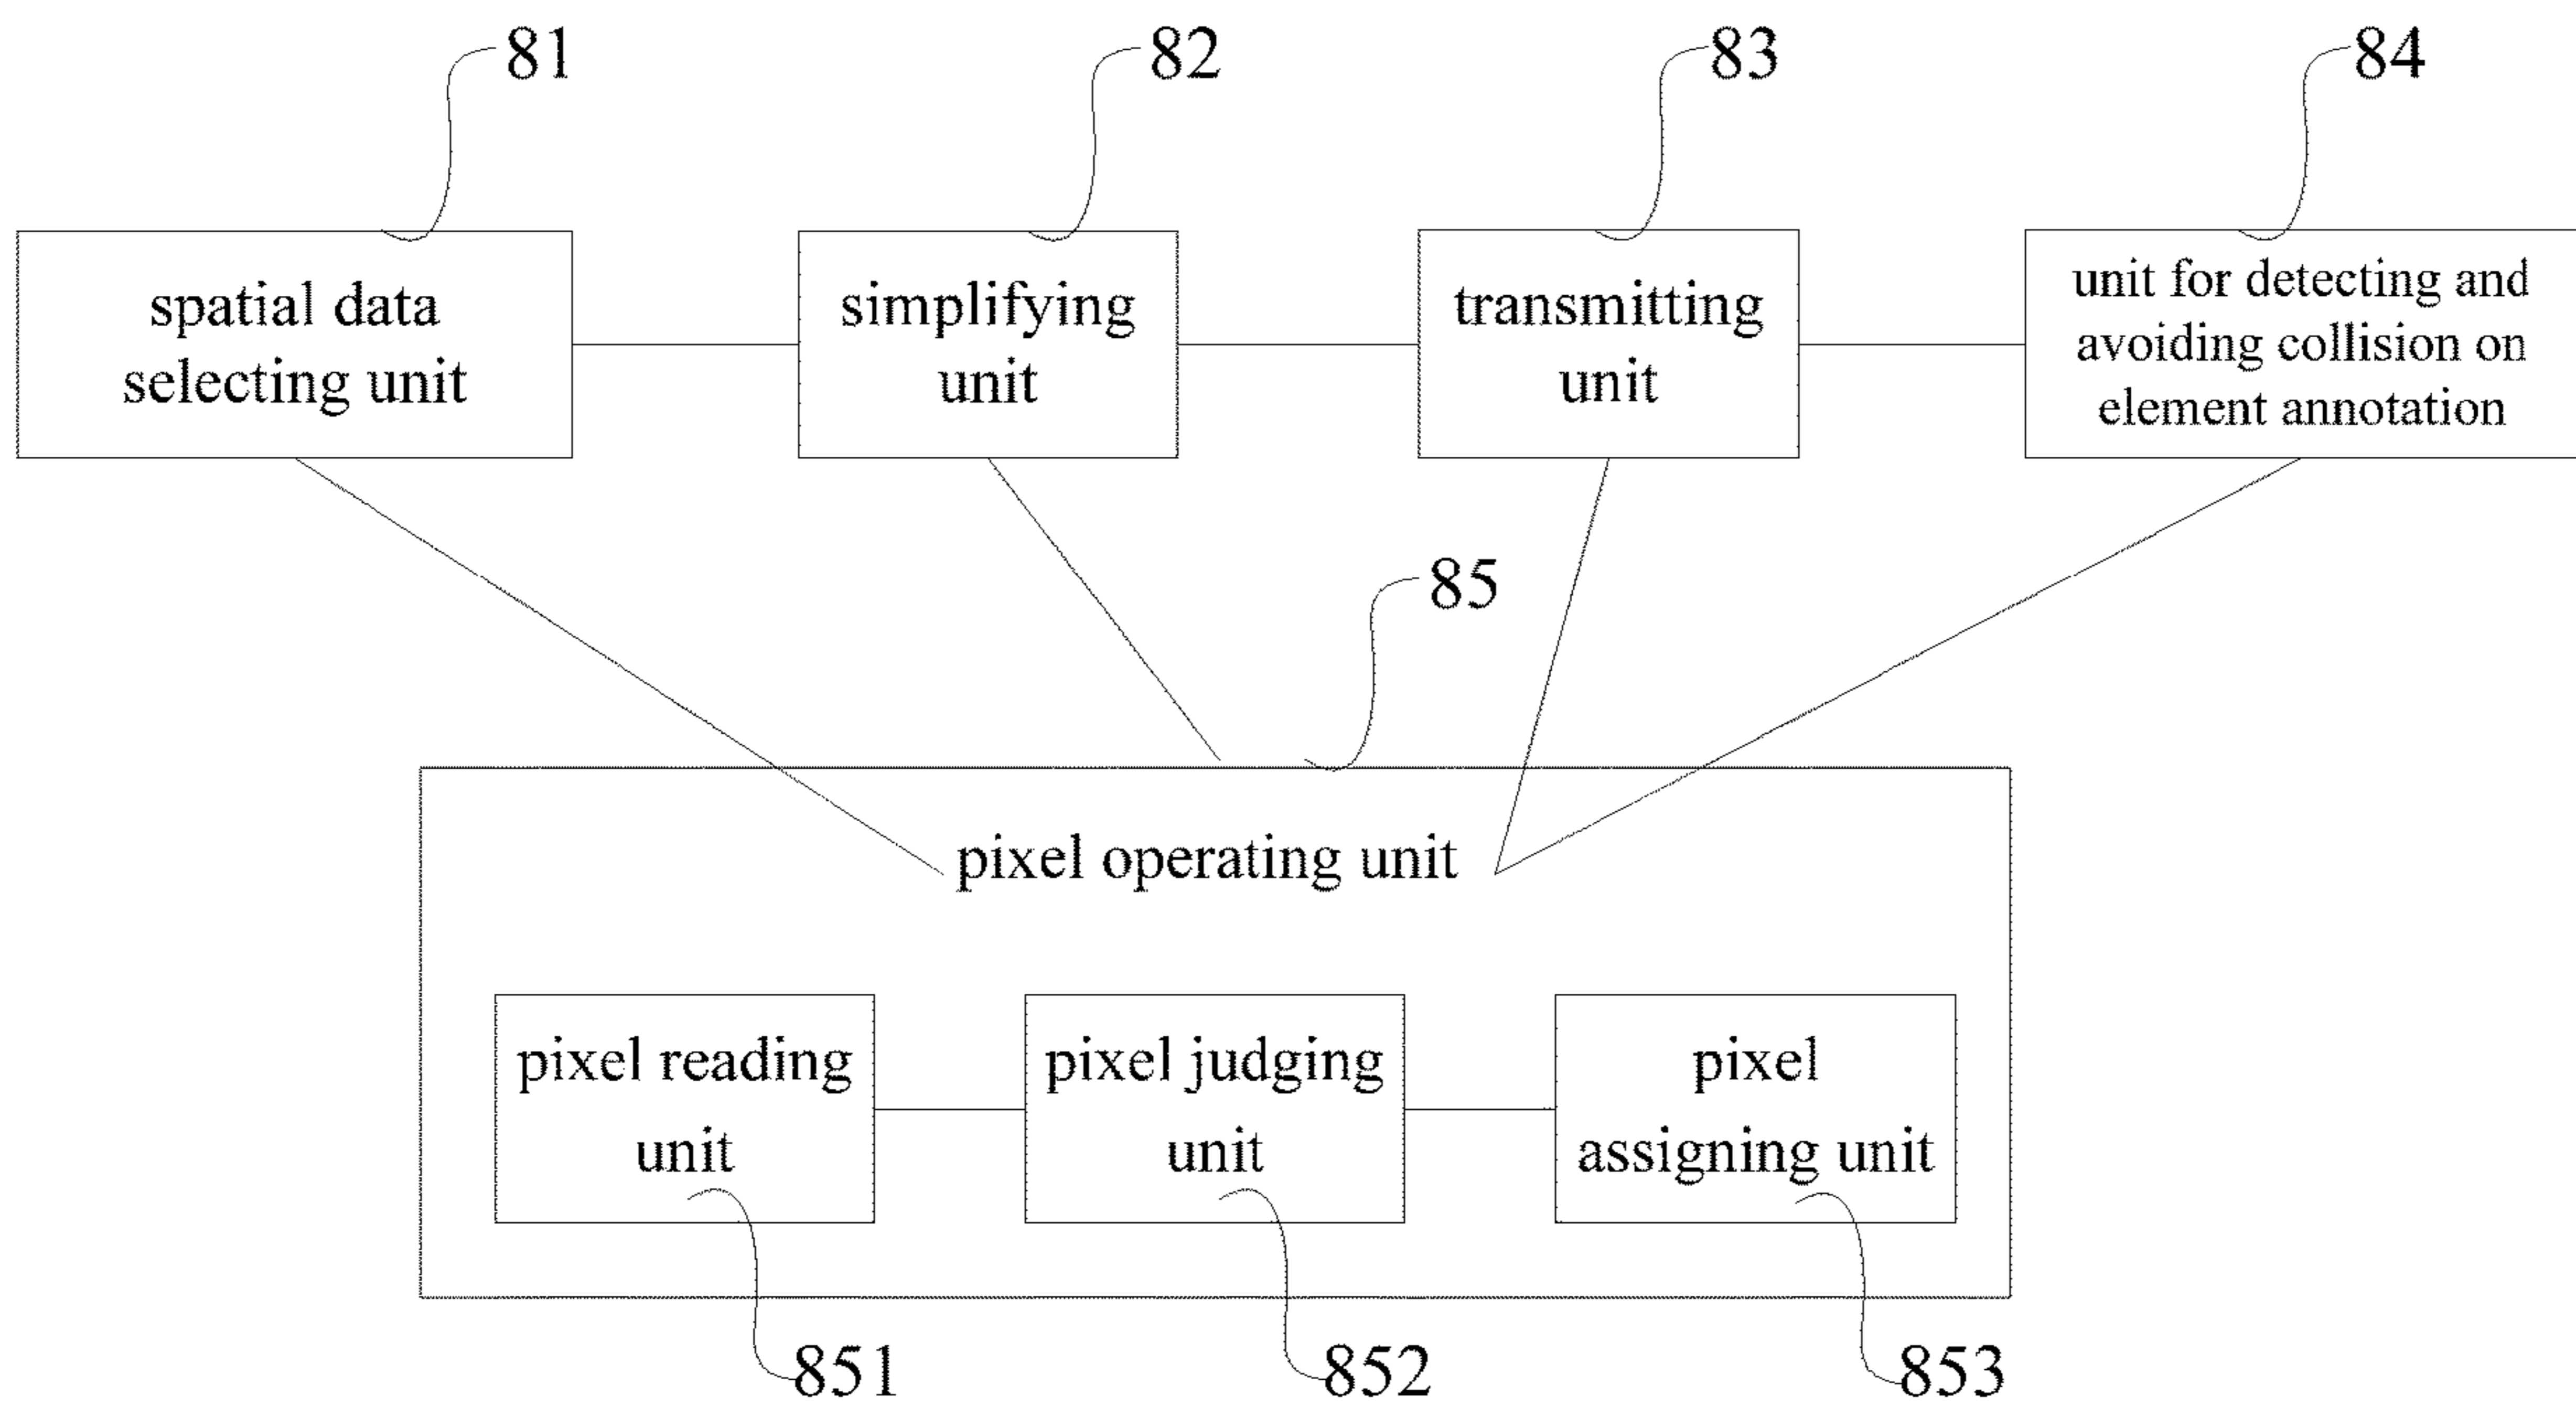 81
82
83
84
spatial data
selecting unit
simplifying
unit
transmitting
unit
unit for detecting and
avoiding collision on
element annotation
85
pixel operating unit
pixel reading
unit
pixel judging
unit
pixel
assigning unit
851
852
853